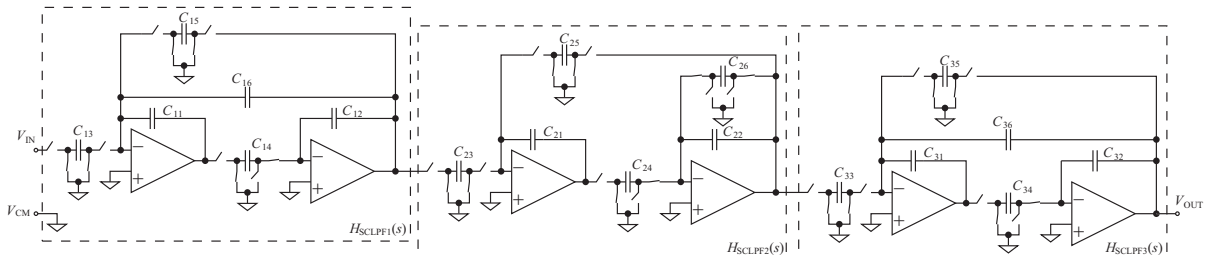 C15
C16
C11
C12
C13
C14
VIN
VCM
− + − +
HSCLPF1(s)
C25
C26
C21
C22
C23
C24
− + − +
HSCLPF2(s)
C35
C36
C31
C32
C33
C34
− + − +
VOUT
HSCLPF3(s)